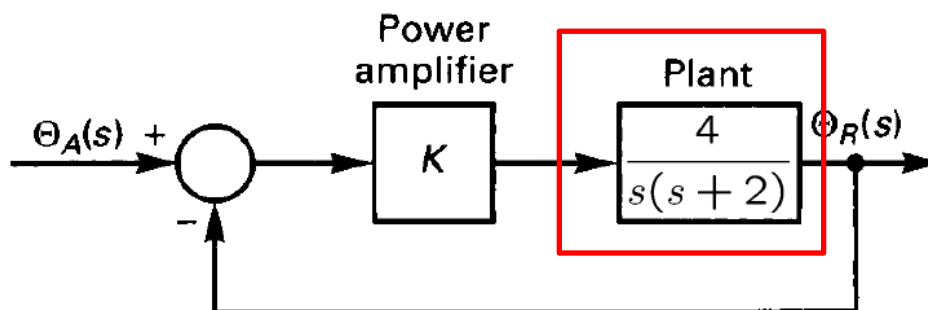 Power
amplifier
Plant
Θ_A(s) +
K
4
s(s + 2)
Θ_R(s)
−